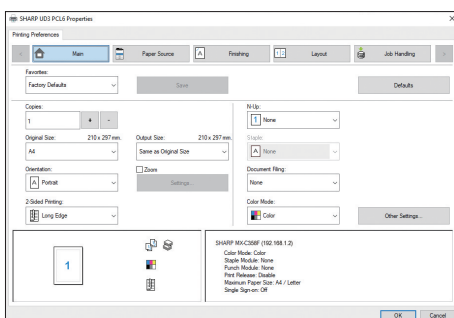 SHARP UD3 PCL6 Properties
Printing Preferences
Main
Paper Source
A Finishing
1 2 Layout
Job Handling
Favorites:
Factory Defaults
Save
Defaults
Copies:
1
+ -
N-Up:
1 None
Original Size: 210 x 297 mm.
A4
Output Size: 210 x 297 mm.
Same as Original Size
Staple:
A None
Orientation:
A Portrait
Zoom
Settings...
Document Filing:
None
2-Sided Printing:
Long Edge
Color Mode:
Color
Other Settings...
1
SHARP MX-C358F (192.168.1.2)
Color Mode: Color
Staple Module: None
Punch Module: None
Print Release: Disable
Maximum Paper Size: A4 / Letter
Single Sign-on: Off
OK Cancel